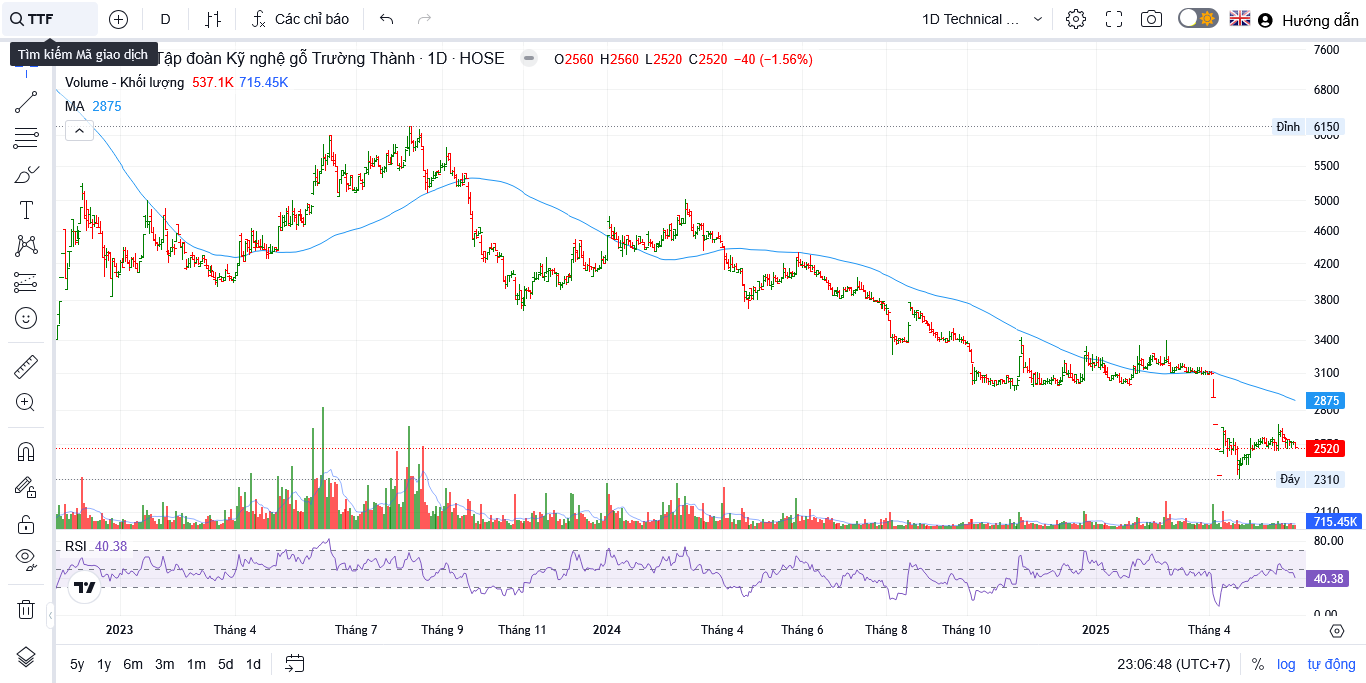 TTF D Các chỉ báo 1D Technical ... Hướng dẫn
Tìm kiếm Mã giao dịch
Tập đoàn Kỹ nghệ gỗ Trường Thành · 1D · HOSE O2560 H2560 L2520 C2520 −40 (−1.56%)
Volume - Khối lượng 537.1K 715.45K
MA 2875
7600
6800
Đỉnh 6150
6000
5500
5000
4600
4200
3800
3400
3100
2875
2800
2520
Đáy 2310
2110
715.45K
RSI 40.38
80.00
40.38
0.00
2023 Tháng 4 Tháng 7 Tháng 9 Tháng 11 2024 Tháng 4 Tháng 6 Tháng 8 Tháng 10 2025 Tháng 4
5y 1y 6m 3m 1m 5d 1d 23:06:48 (UTC+7) % log tự động